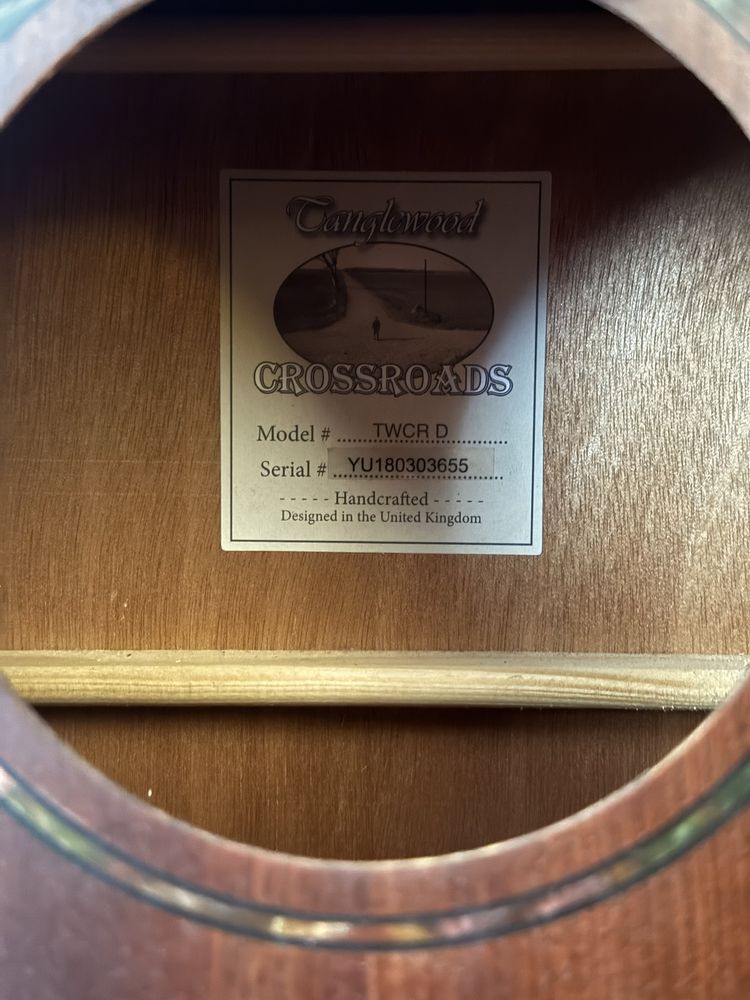 Tanglewood
CROSSROADS
Model # ........TWCR D..............
Serial # ..YU180303655........
- - - - - Handcrafted - - - - -
Designed in the United Kingdom